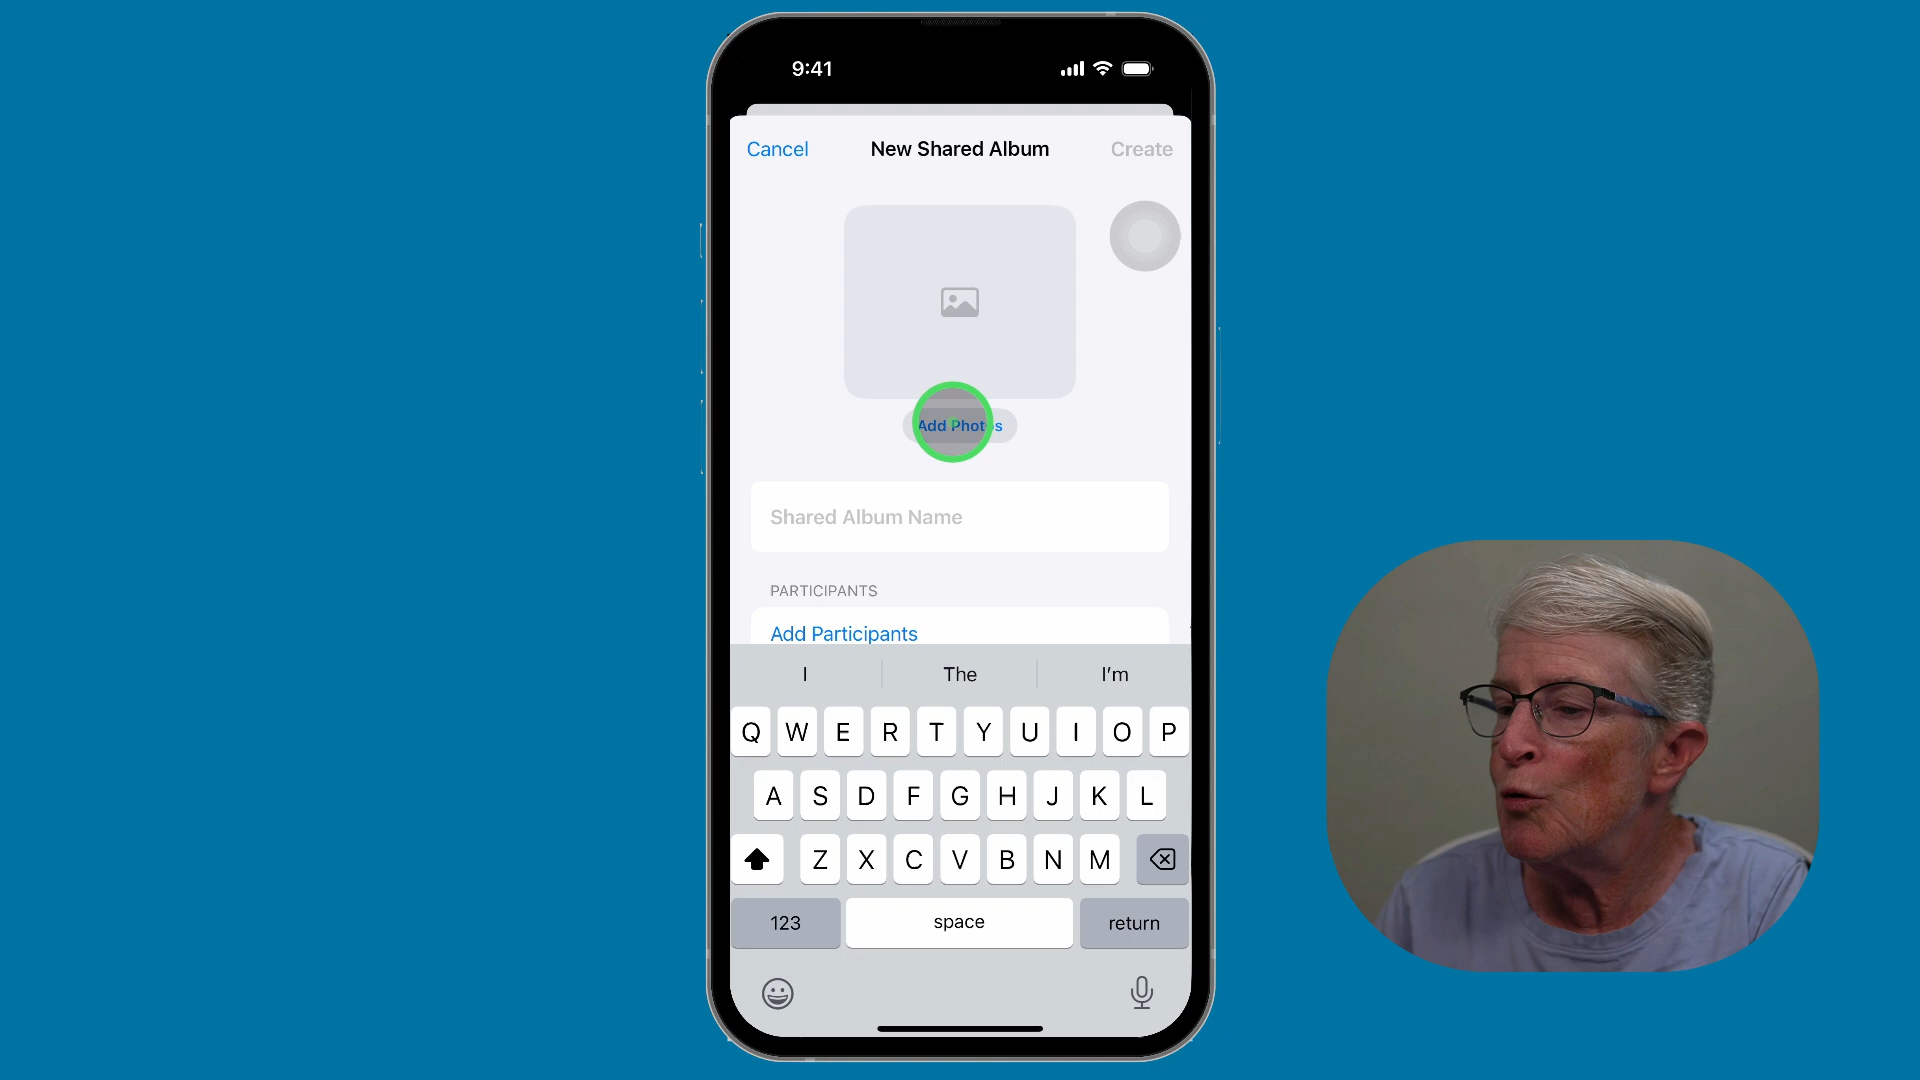 9:41
Cancel New Shared Album Create
Add Photos
Shared Album Name
PARTICIPANTS
Add Participants
I The I'm
Q W E R T Y U I O P
A S D F G H J K L
Z X C V B N M
123 space return